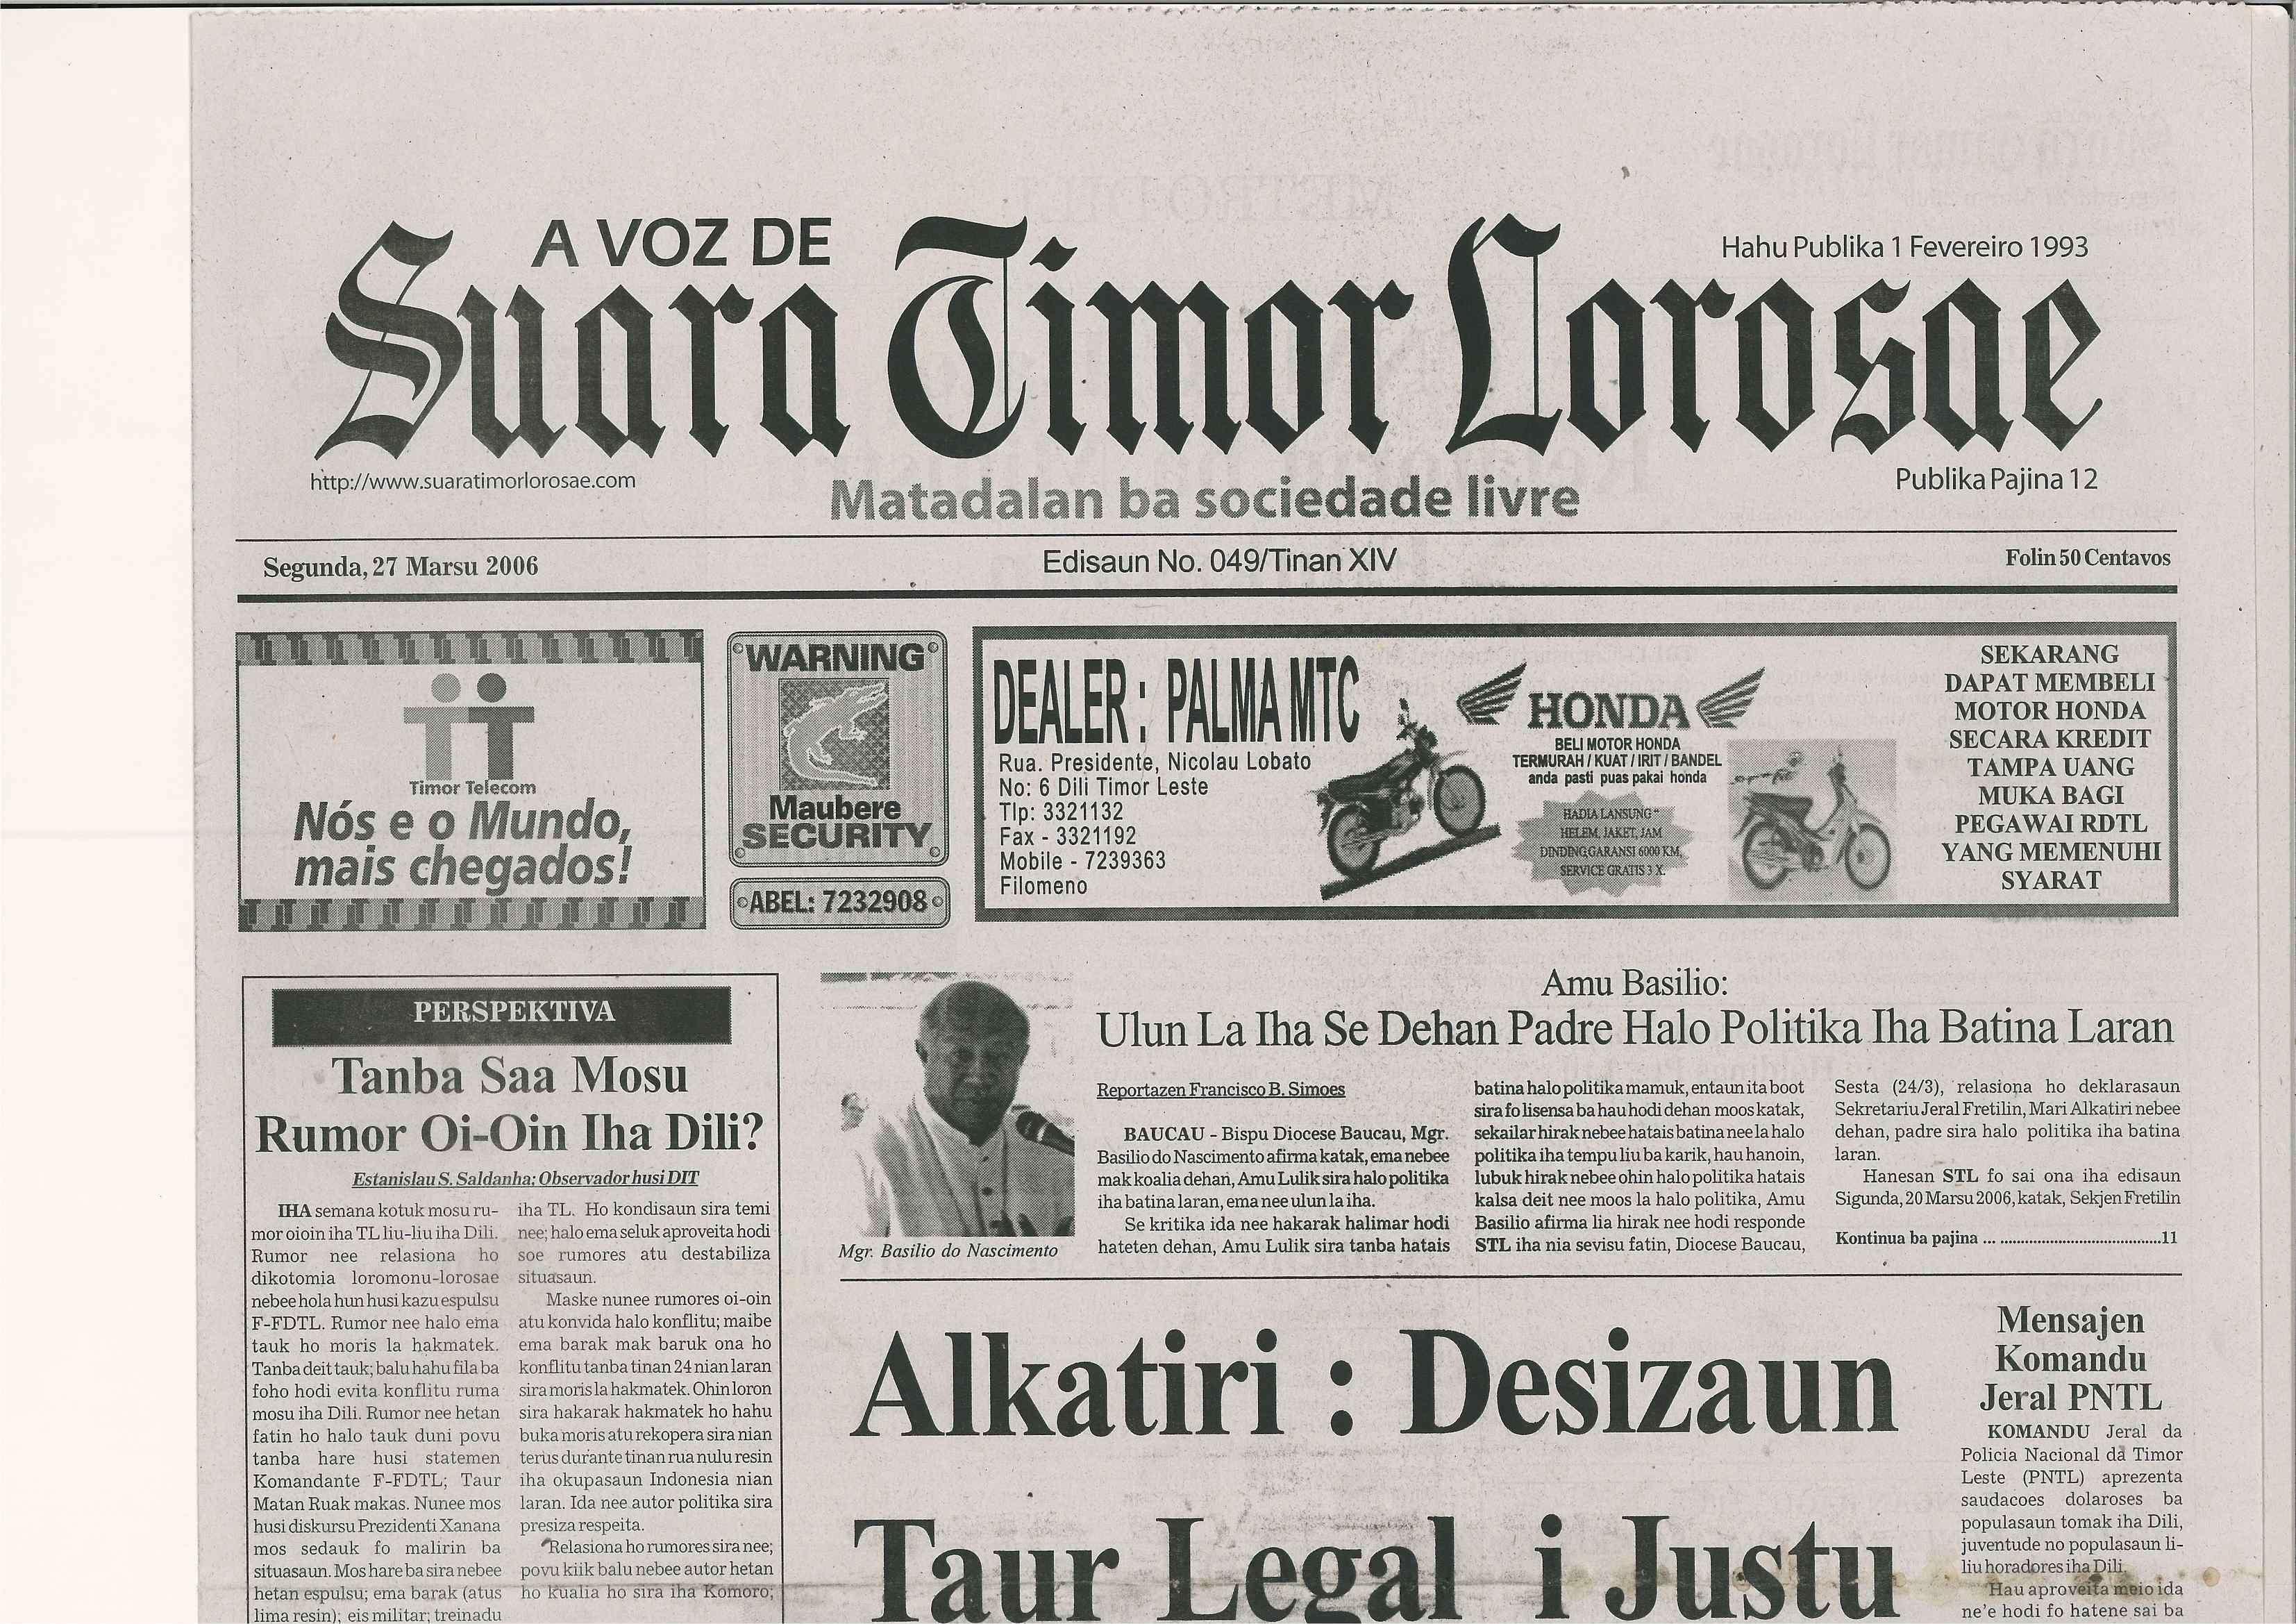 A VOZ DE
Hahu Publika 1 Fevereiro 1993
Suara Timor Lorosae
http://www.suaratimorlorosae.com
Publika Pajina 12
Matadalan ba sociedade livre
Segunda, 27 Marsu 2006
Edisaun No. 049/Tinan XIV
Folin 50 Centavos
Timor Telecom
Nós e o Mundo,
mais chegados!
WARNING
Maubere
SECURITY
ABEL: 7232908
DEALER : PALMA MTC
Rua. Presidente, Nicolau Lobato
No: 6 Dili Timor Leste
Tlp: 3321132
Fax - 3321192
Mobile - 7239363
Filomeno
HONDA
BELI MOTOR HONDA
TERMURAH / KUAT / IRIT / BANDEL
anda pasti puas pakai honda
HADIA LANSUNG "
HELEM, JAKET, JAM
DINDING,GARANSI 6000 KM,
SERVICE GRATIS 3 X.
SEKARANG
DAPAT MEMBELI
MOTOR HONDA
SECARA KREDIT
TAMPA UANG
MUKA BAGI
PEGAWAI RDTL
YANG MEMENUHI
SYARAT
PERSPEKTIVA
Tanba Saa Mosu
Rumor Oi-Oin Iha Dili?
Estanislau S. Saldanha; Observador husi DIT
IHA semana kotuk mosu ru-
mor oioin iha TL liu-liu iha Dili.
Rumor nee relasiona ho
dikotomia loromonu-lorosae
nebee hola hun husi kazu espulsu
F-FDTL. Rumor nee halo ema
tauk ho moris la hakmatek.
Tanba deit tauk; balu hahu fila ba
foho hodi evita konflitu ruma
mosu iha Dili. Rumor nee hetan
fatin ho halo tauk duni povu
tanba hare husi statemen
Komandante F-FDTL; Taur
Matan Ruak makas. Nunee mos
husi diskursu Prezidenti Xanana
mos sedauk fo malirin ba
situasaun. Mos hare ba sira nebee
hetan espulsu; ema barak (atus
lima resin); eis militar; treinadu
iha TL. Ho kondisaun sira temi
nee; halo ema seluk aproveita hodi
soe rumores atu destabiliza
situasaun.
Maske nunee rumores oi-oin
atu konvida halo konflitu; maibe
ema barak mak baruk ona ho
konflitu tanba tinan 24 nian laran
sira moris la hakmatek. Ohin loron
sira hakarak hakmatek ho hahu
buka moris atu rekopera sira nian
terus durante tinan rua nulu resin
iha okupasaun Indonesia nian
laran. Ida nee autor politika sira
presiza respeita.
Relasiona ho rumores sira nee;
povu kiik balu nebee autor hetan
ho kualia ho sira iha Komoro;
Mgr. Basilio do Nascimento
Amu Basilio:
Ulun La Iha Se Dehan Padre Halo Politika Iha Batina Laran
Reportazen Francisco B. Simoes
BAUCAU - Bispu Diocese Baucau, Mgr.
Basilio do Nascimento afirma katak, ema nebee
mak koalia dehan, Amu Lulik sira halo politika
iha batina laran, ema nee ulun la iha.
Se kritika ida nee hakarak halimar hodi
hateten dehan, Amu Lulik sira tanba hatais
batina halo politika mamuk, entaun ita boot
sira fo lisensa ba hau hodi dehan moos katak,
sekailar hirak nebee hatais batina nee la halo
politika iha tempu liu ba karik, hau hanoin,
lubuk hirak nebee ohin halo politika hatais
kalsa deit nee moos la halo politika, Amu
Basilio afirma lia hirak nee hodi responde
STL iha nia sevisu fatin, Diocese Baucau,
Sesta (24/3), relasiona ho deklarasaun
Sekretariu Jeral Fretilin, Mari Alkatiri nebee
dehan, padre sira halo politika iha batina
laran.
Hanesan STL fo sai ona iha edisaun
Sigunda, 20 Marsu 2006, katak, Sekjen Fretilin
Kontinua ba pajina ... ......................................11
Alkatiri : Desizaun
Taur Legal i Justu
Mensajen
Komandu
Jeral PNTL
KOMANDU Jeral da
Policia Nacional da Timor
Leste (PNTL) aprezenta
saudacoes dolaroses ba
populasaun tomak iha Dili,
juventude no populasaun li-
liu horadores iha Dili.
Hau aproveita meio ida
ne'e hodi fo hatene sai ba